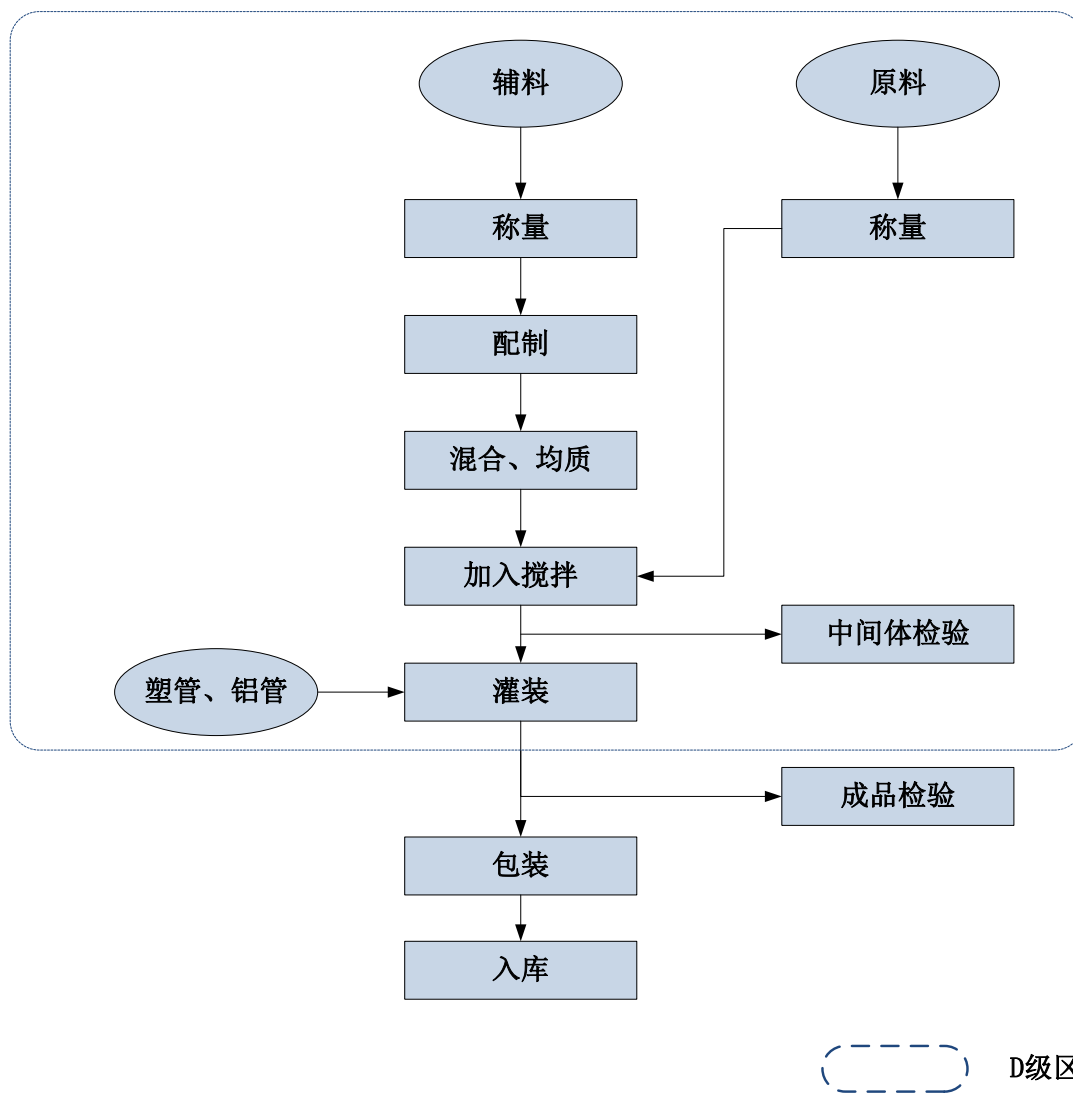 辅料
原料
称量
称量
配制
混合、均质
加入搅拌
中间体检验
塑管、铝管
灌装
成品检验
包装
入库
D级区